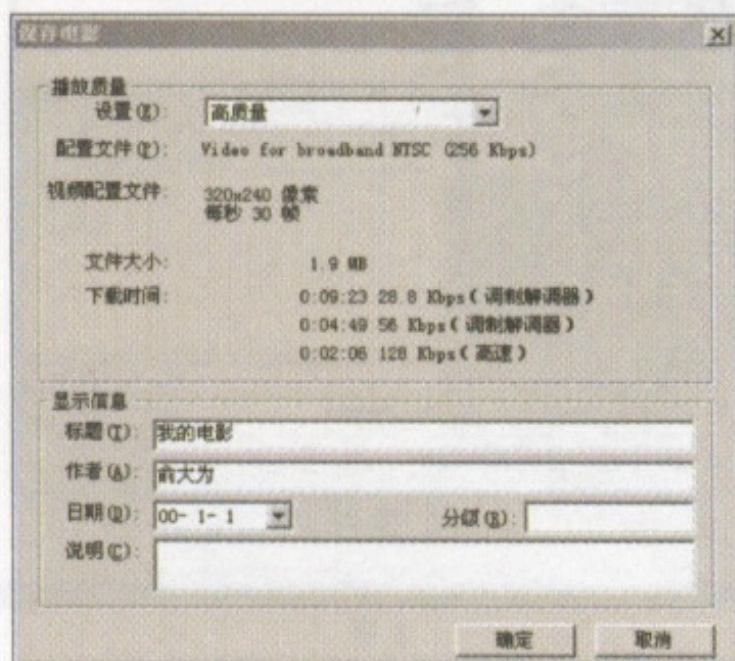 保存电影
播放质量
设置(E): 高质量
配置文件(P): Video for broadband NTSC (256 Kbps)
视频配置文件: 320x240 像素
每秒 30 帧
文件大小: 1.9 MB
下载时间: 0:09:23 28.8 Kbps(调制解调器)
0:04:49 56 Kbps(调制解调器)
0:02:06 128 Kbps(高速)
显示信息
标题(T): 我的电影
作者(A): 俞大为
日期(D): 00- 1- 1 分级(R):
说明(C):
确定 取消